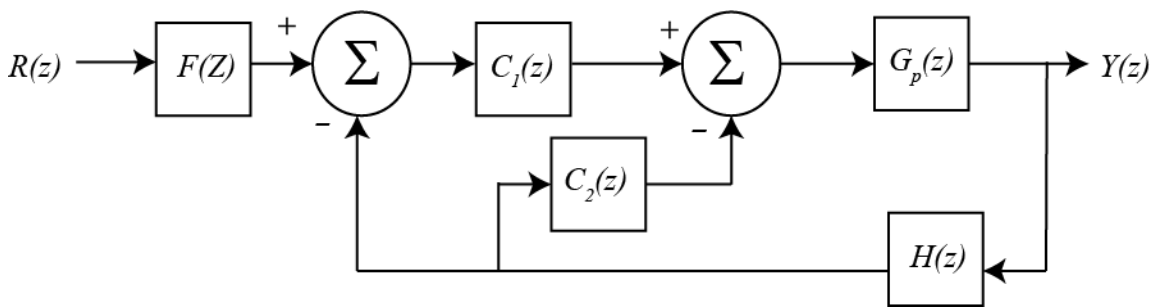 R(z)
F(Z)
+
Σ
−
C₁(z)
+
Σ
−
Gₚ(z)
Y(z)
C₂(z)
H(z)